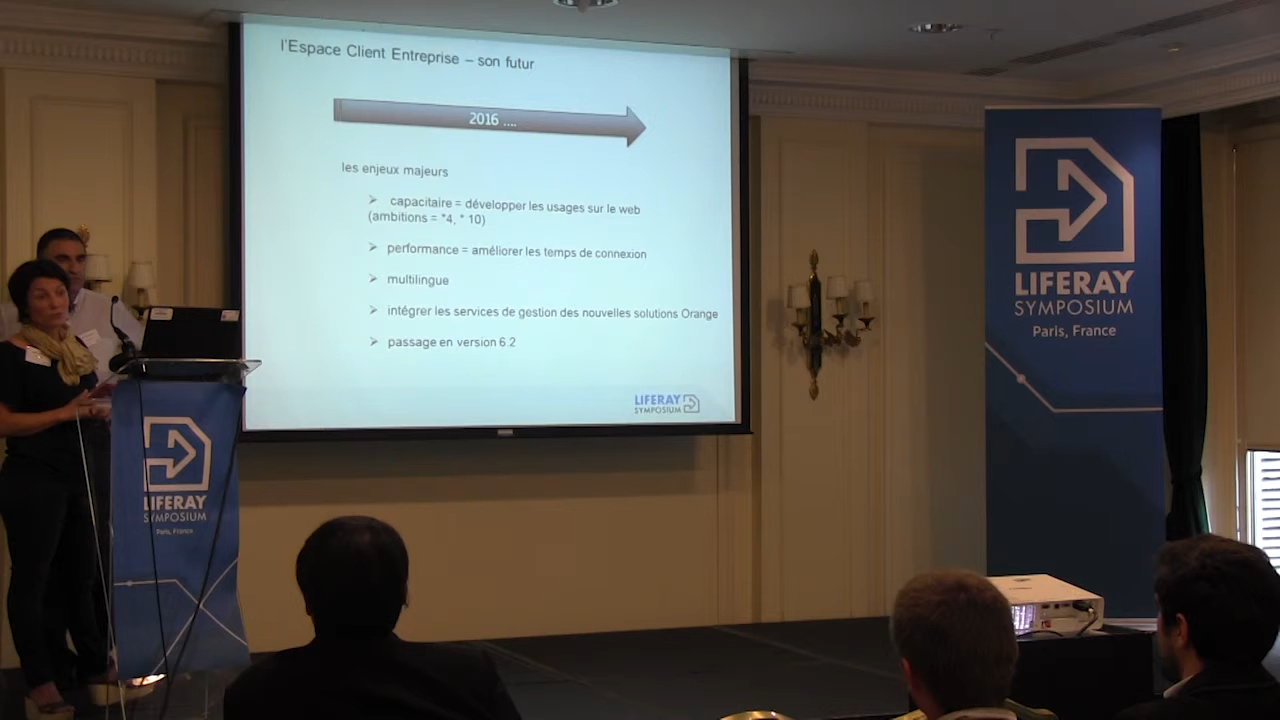 l'Espace Client Entreprise – son futur
2016 ....
les enjeux majeurs
➢ capacitaire = développer les usages sur le web
(ambitions = *4, * 10)
➢ performance = améliorer les temps de connexion
➢ multilingue
➢ intégrer les services de gestion des nouvelles solutions Orange
➢ passage en version 6.2
LIFERAY
SYMPOSIUM
LIFERAY
SYMPOSIUM
Paris, France
LIFERAY
SYMPOSIUM
Paris, France